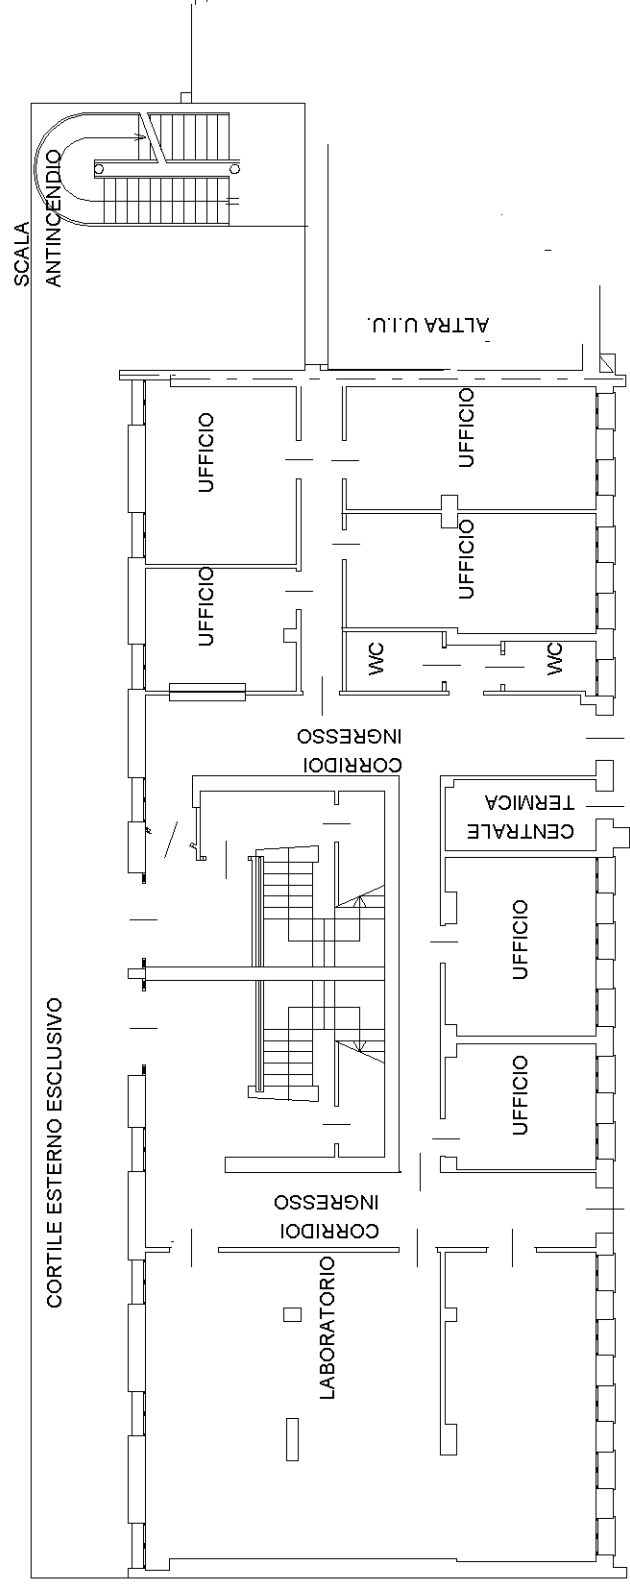 SCALA
ANTINCENDIO
ALTRA U.I.U.
UFFICIO
UFFICIO
UFFICIO
UFFICIO
WC
WC
INGRESSO
CORRIDOI
CENTRALE
TERMICA
UFFICIO
CORTILE ESTERNO ESCLUSIVO
UFFICIO
INGRESSO
CORRIDOI
LABORATORIO